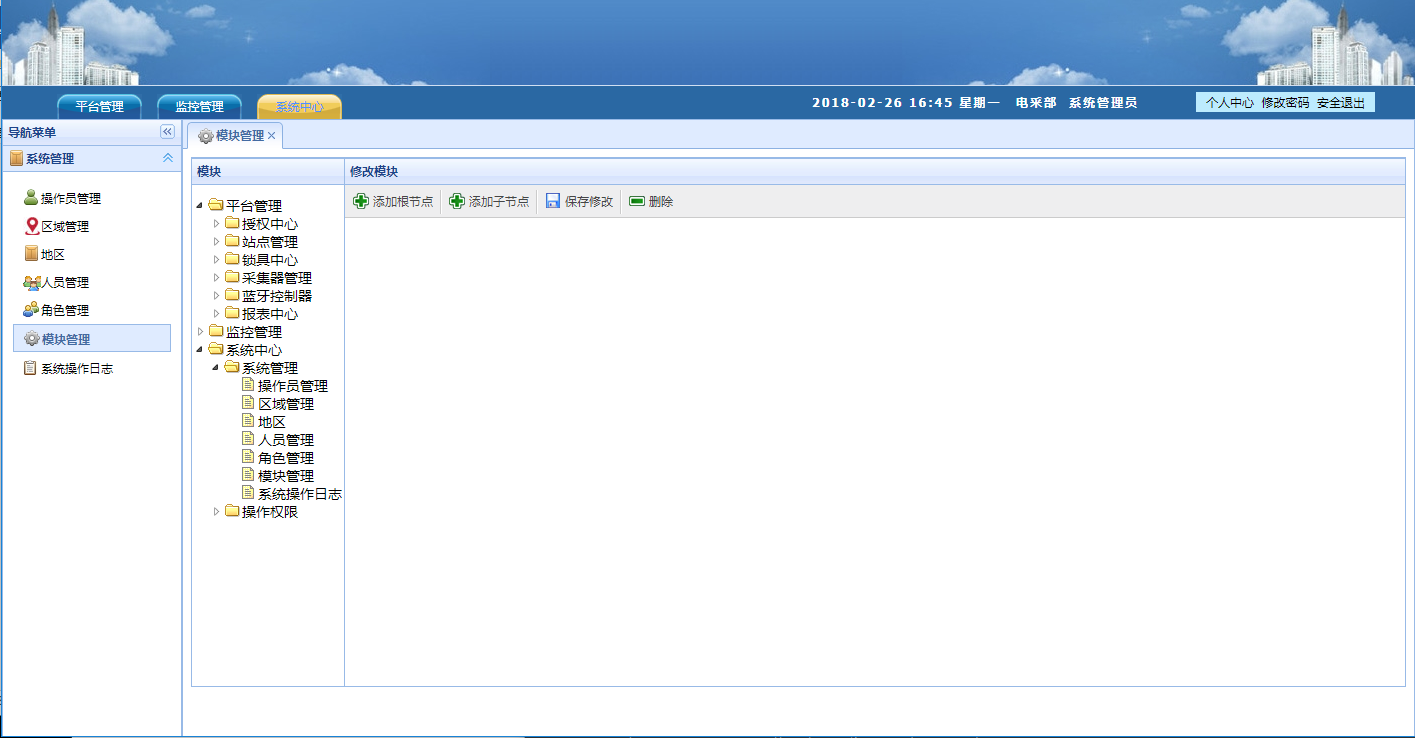 平台管理 监控管理 系统中心 2018-02-26 16:45 星期一 电采部 系统管理员 个人中心 修改密码 安全退出
导航菜单
系统管理
操作员管理
区域管理
地区
人员管理
角色管理
模块管理
系统操作日志
模块管理
模块
平台管理
授权中心
站点管理
锁具中心
采集器管理
蓝牙控制器
报表中心
监控管理
系统中心
系统管理
操作员管理
区域管理
地区
人员管理
角色管理
模块管理
系统操作日志
操作权限
修改模块
添加根节点 添加子节点 保存修改 删除